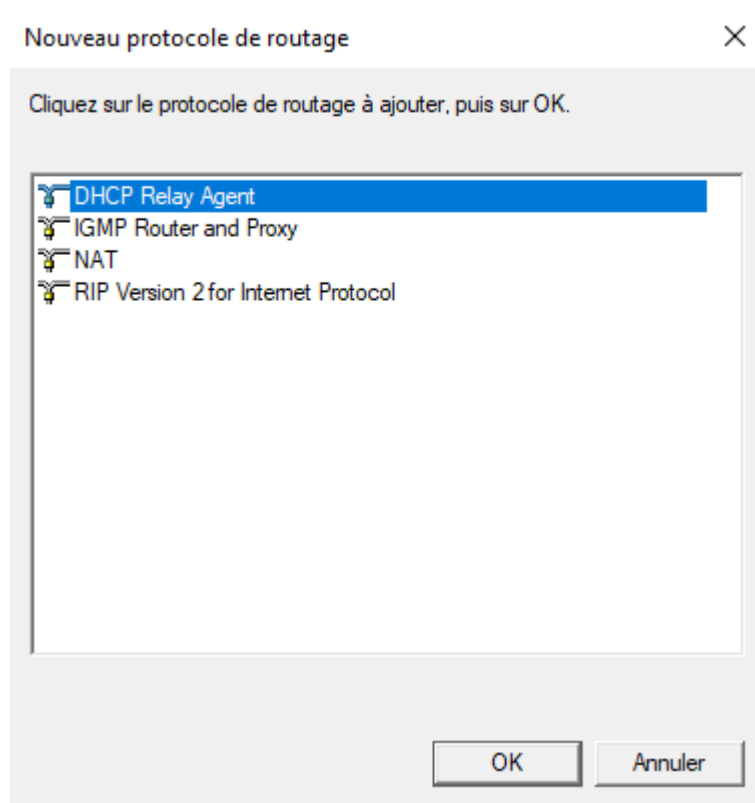 Nouveau protocole de routage
Cliquez sur le protocole de routage à ajouter, puis sur OK.
DHCP Relay Agent
IGMP Router and Proxy
NAT
RIP Version 2 for Internet Protocol
OK Annuler